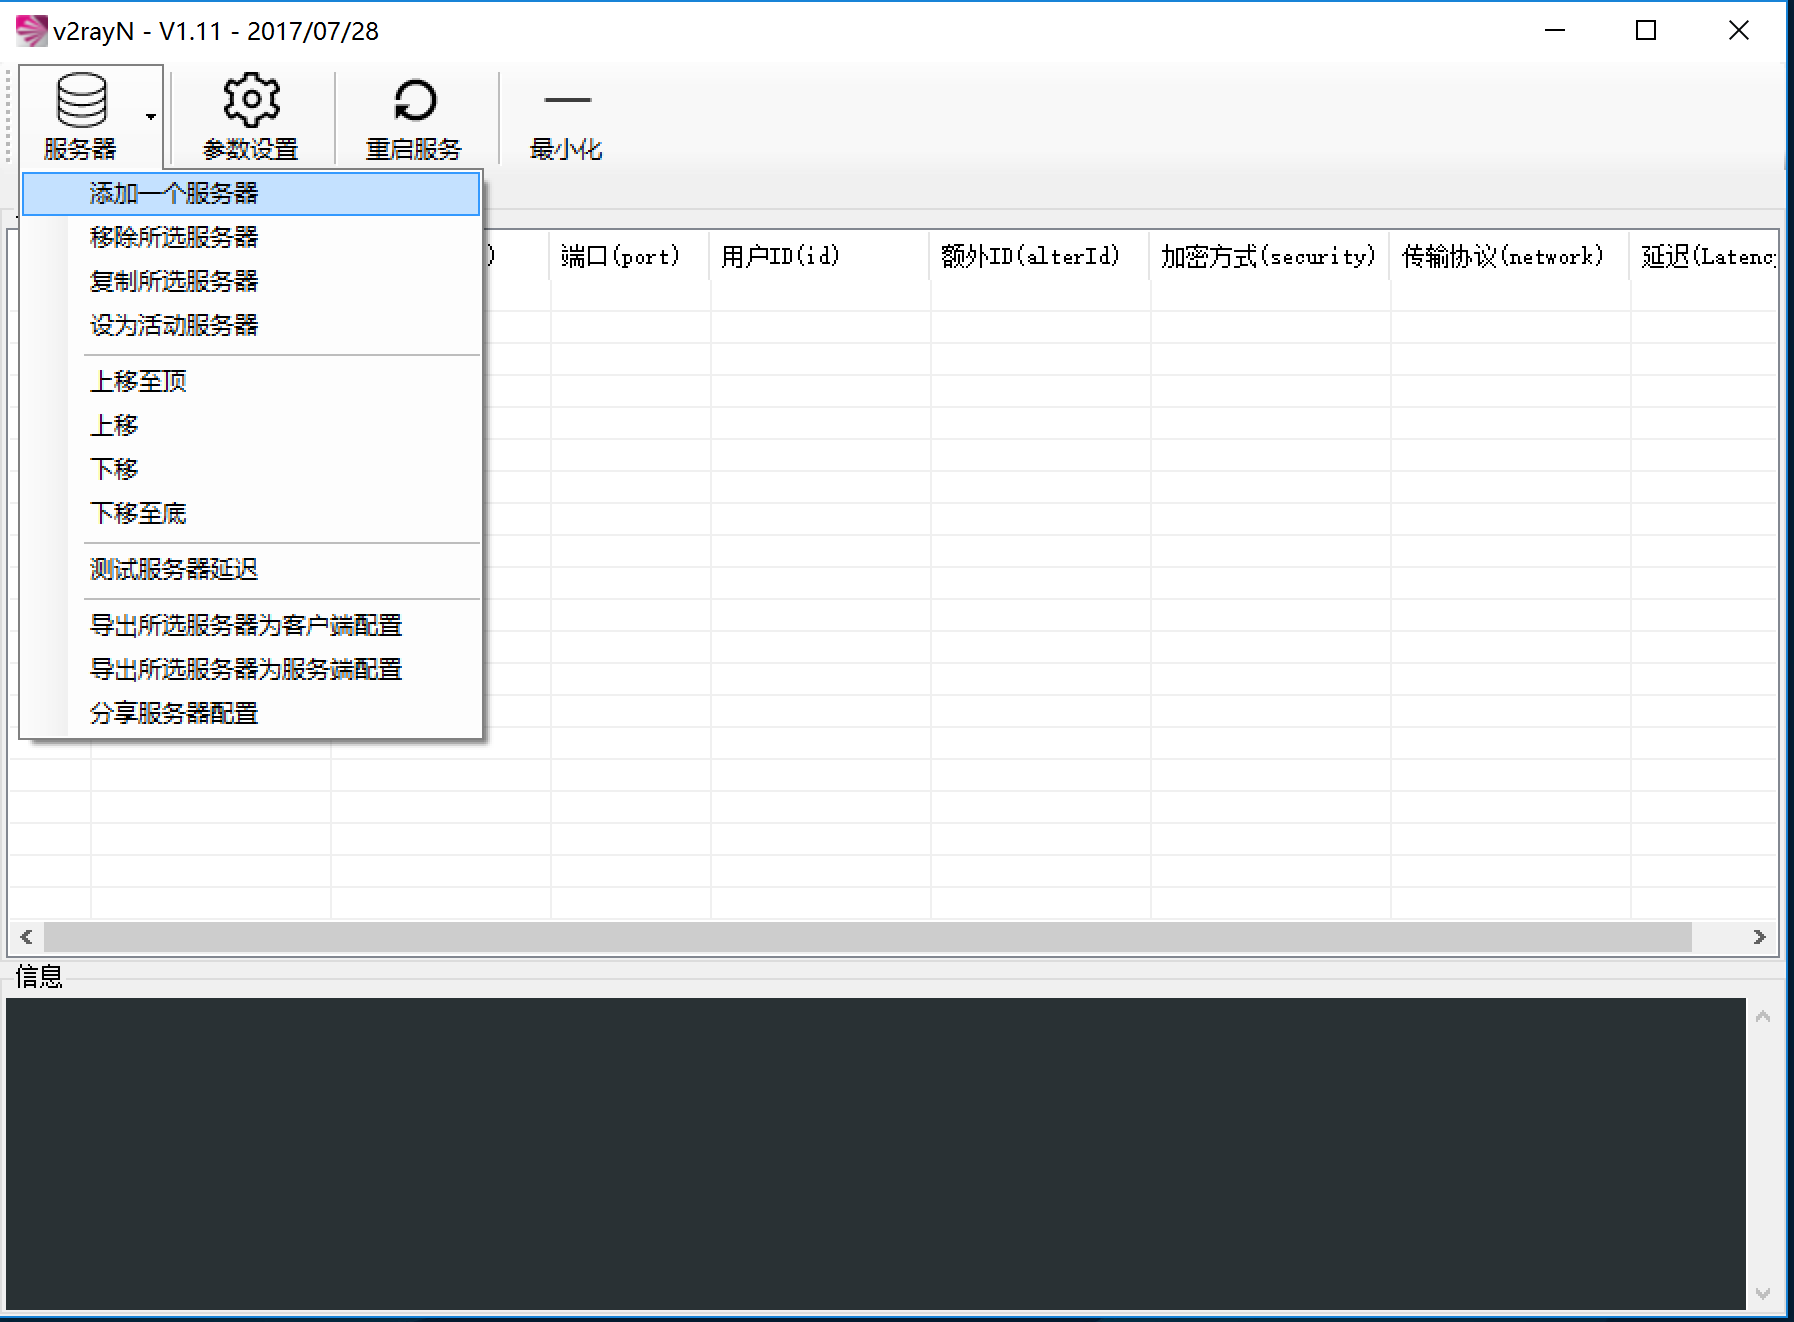 v2rayN - V1.11 - 2017/07/28
服务器
参数设置
重启服务
最小化
添加一个服务器
移除所选服务器
复制所选服务器
设为活动服务器
上移至顶
上移
下移
下移至底
测试服务器延迟
导出所选服务器为客户端配置
导出所选服务器为服务端配置
分享服务器配置
) 端口(port) 用户ID(id) 额外ID(alterId) 加密方式(security) 传输协议(network) 延迟(Latenc
信息